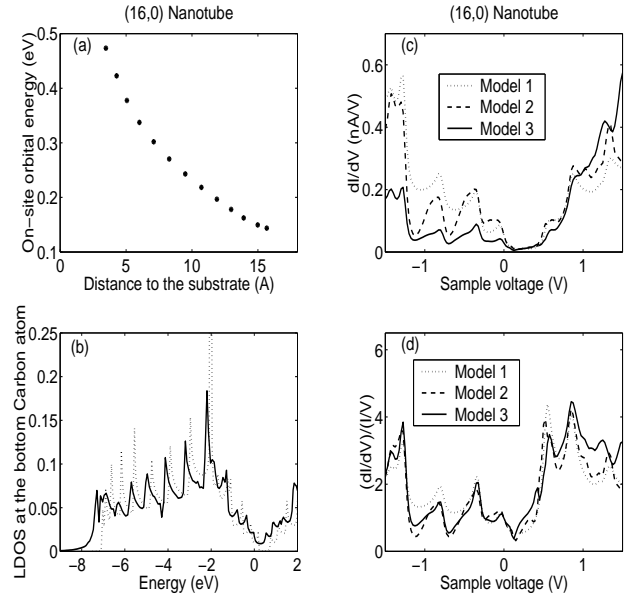 (16,0) Nanotube
(a)
On-site orbital energy (eV)
0.5
0.4
0.3
0.2
0.1
0 5 10 15
Distance to the substrate (A)
(b)
LDOS at the bottom Carbon atom
0.25
0.2
0.15
0.1
0.05
0
−8 −6 −4 −2 0 2
Energy (eV)
(16,0) Nanotube
(c)
Model 1
Model 2
Model 3
dI/dV (nA/V)
0.6
0.4
0.2
0
−1 0 1
Sample voltage (V)
(d)
Model 1
Model 2
Model 3
(dI/dV)/(I/V)
6
4
2
0
−1 0 1
Sample voltage (V)